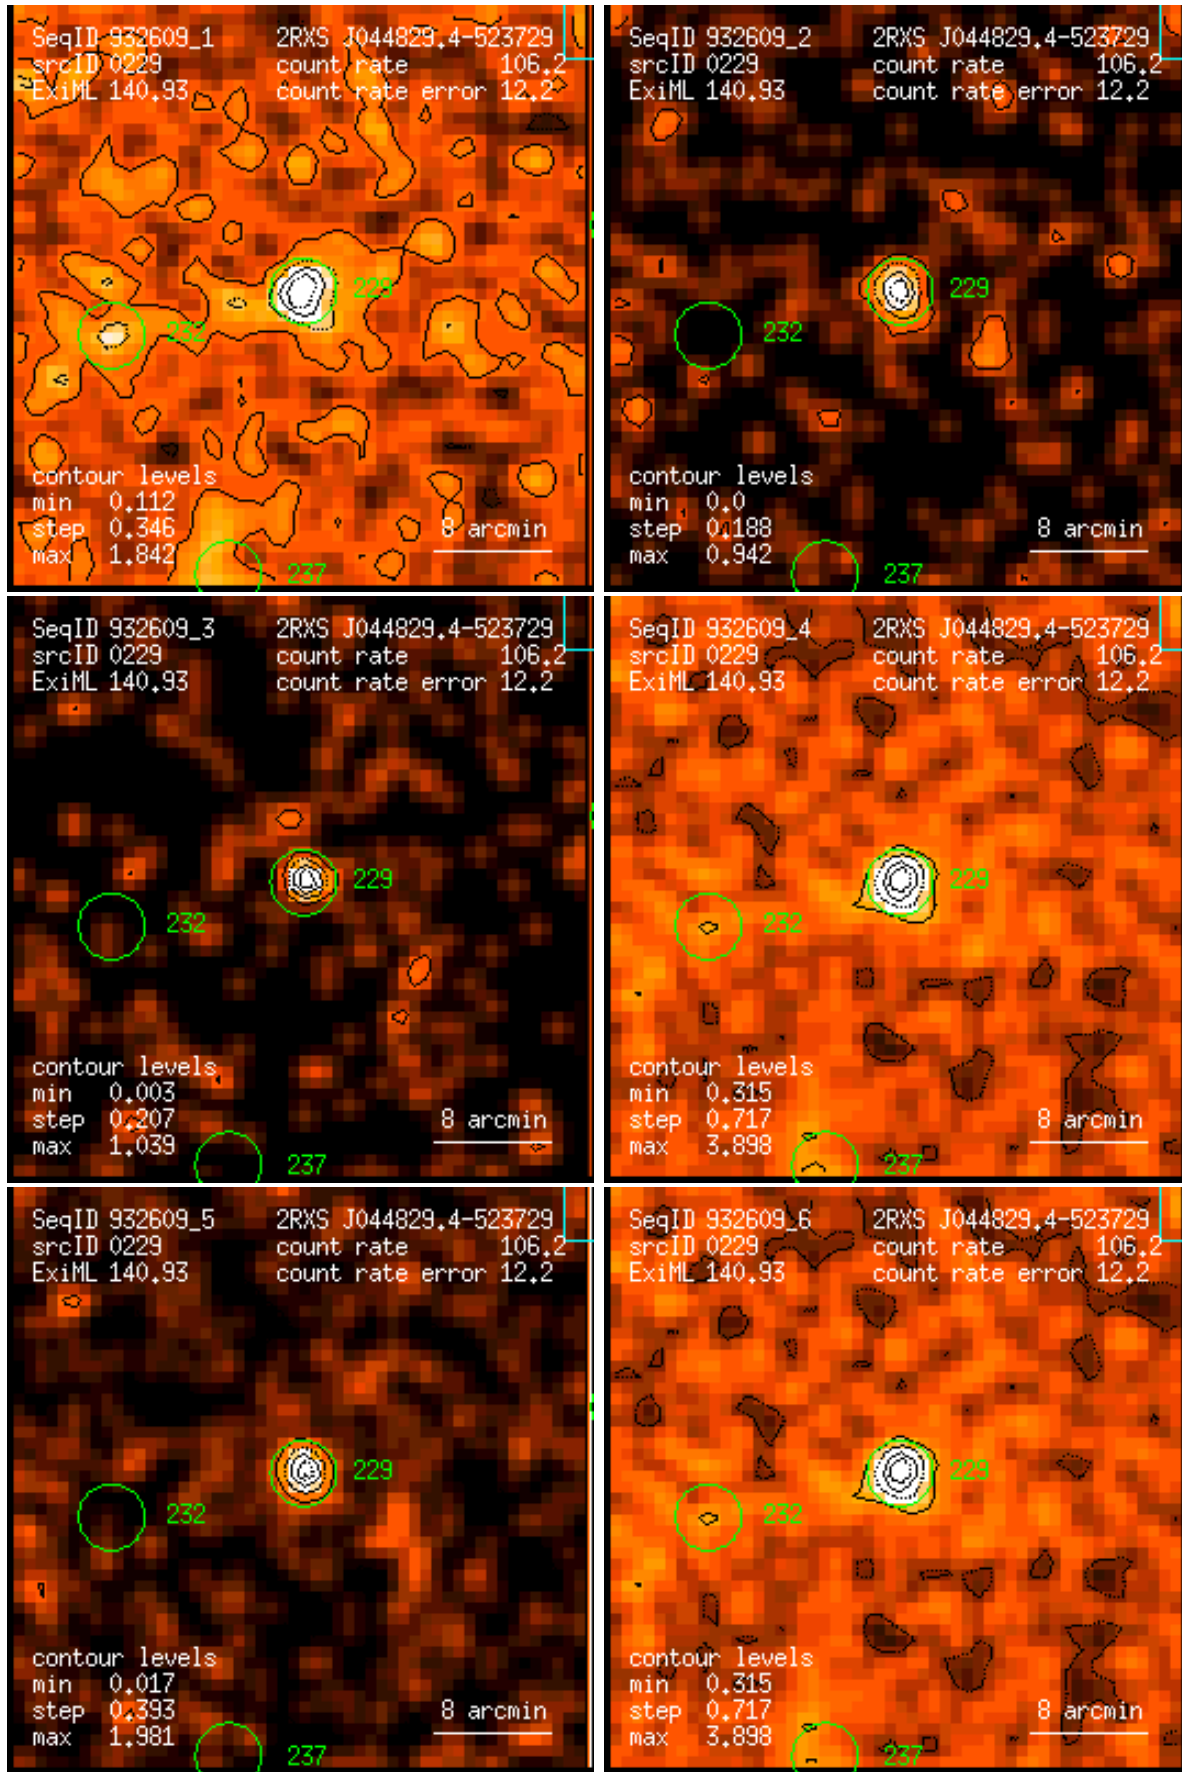 SeqID 932609_1 2RXS J044829.4-523729
srcID 0229 count rate 106.2
ExiML 140.93 count rate error 12.2
229
232
contour levels
min 0.112
step 0.346 8 arcmin
max 1.842
237
SeqID 932609_2 2RXS J044829.4-523729
srcID 0229 count rate 106.2
ExiML 140.93 count rate error 12.2
229
232
contour levels
min 0.0
step 0.188 8 arcmin
max 0.942
237
SeqID 932609_3 2RXS J044829.4-523729
srcID 0229 count rate 106.2
ExiML 140.93 count rate error 12.2
229
232
contour levels
min 0.003
step 0.207 8 arcmin
max 1.039
237
SeqID 932609_4 2RXS J044829.4-523729
srcID 0229 count rate 106.2
ExiML 140.93 count rate error 12.2
229
232
contour levels
min 0.315
step 0.717 8 arcmin
max 3.898
237
SeqID 932609_5 2RXS J044829.4-523729
srcID 0229 count rate 106.2
ExiML 140.93 count rate error 12.2
229
232
contour levels
min 0.017
step 0.393 8 arcmin
max 1.981
237
SeqID 932609_6 2RXS J044829.4-523729
srcID 0229 count rate 106.2
ExiML 140.93 count rate error 12.2
229
232
contour levels
min 0.315
step 0.717 8 arcmin
max 3.898
237